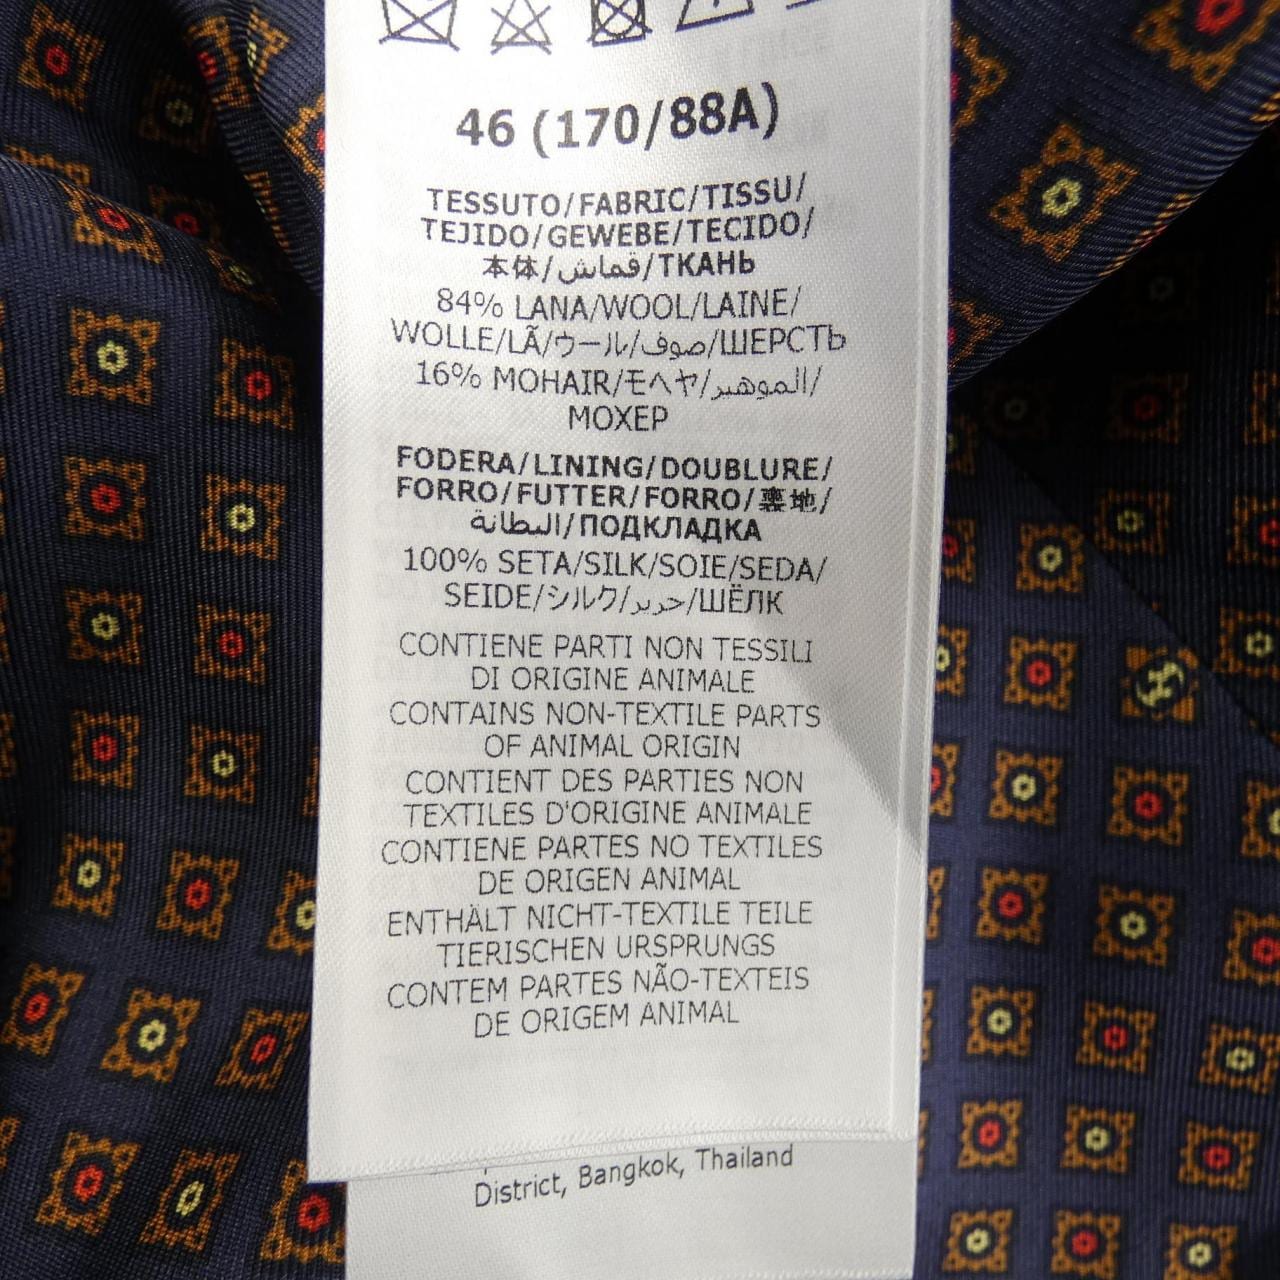 46 (170/88A)
TESSUTO/FABRIC/TISSU/
TEJIDO/GEWEBE/TECIDO/
本体/قماش/ТКАНЬ
84% LANA/WOOL/LAINE/
WOLLE/LÃ/ウール/صوف/ШЕРСТЬ
16% MOHAIR/モヘヤ/الموهير/
МОХЕР
FODERA/LINING/DOUBLURE/
FORRO/FUTTER/FORRO/裏地/
البطانة/ПОДКЛАДКА
100% SETA/SILK/SOIE/SEDA/
SEIDE/シルク/حرير/ШЁЛК
CONTIENE PARTI NON TESSILI
DI ORIGINE ANIMALE
CONTAINS NON-TEXTILE PARTS
OF ANIMAL ORIGIN
CONTIENT DES PARTIES NON
TEXTILES D'ORIGINE ANIMALE
CONTIENE PARTES NO TEXTILES
DE ORIGEN ANIMAL
ENTHÄLT NICHT-TEXTILE TEILE
TIERISCHEN URSPRUNGS
CONTEM PARTES NÃO-TEXTEIS
DE ORIGEM ANIMAL
District, Bangkok, Thailand